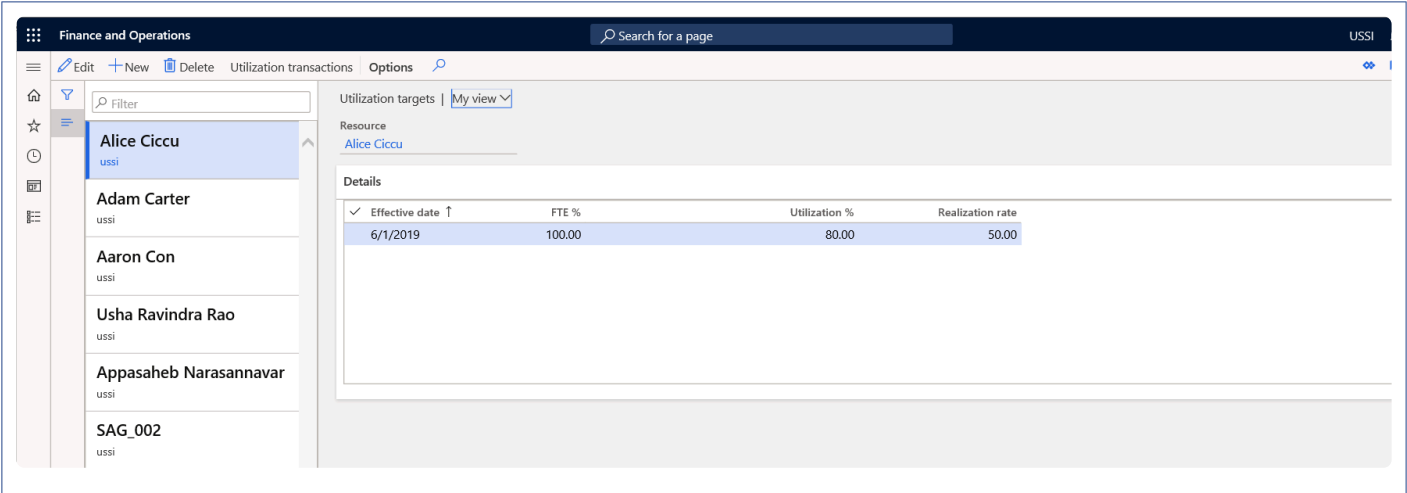 Finance and Operations
Search for a page
USSI
Edit New Delete Utilization transactions Options
Filter
Alice Ciccu
ussi
Adam Carter
ussi
Aaron Con
ussi
Usha Ravindra Rao
ussi
Appasaheb Narasannavar
ussi
SAG_002
ussi
Utilization targets | My view
Resource
Alice Ciccu
Details
Effective date ↑ FTE % Utilization % Realization rate
6/1/2019 100.00 80.00 50.00